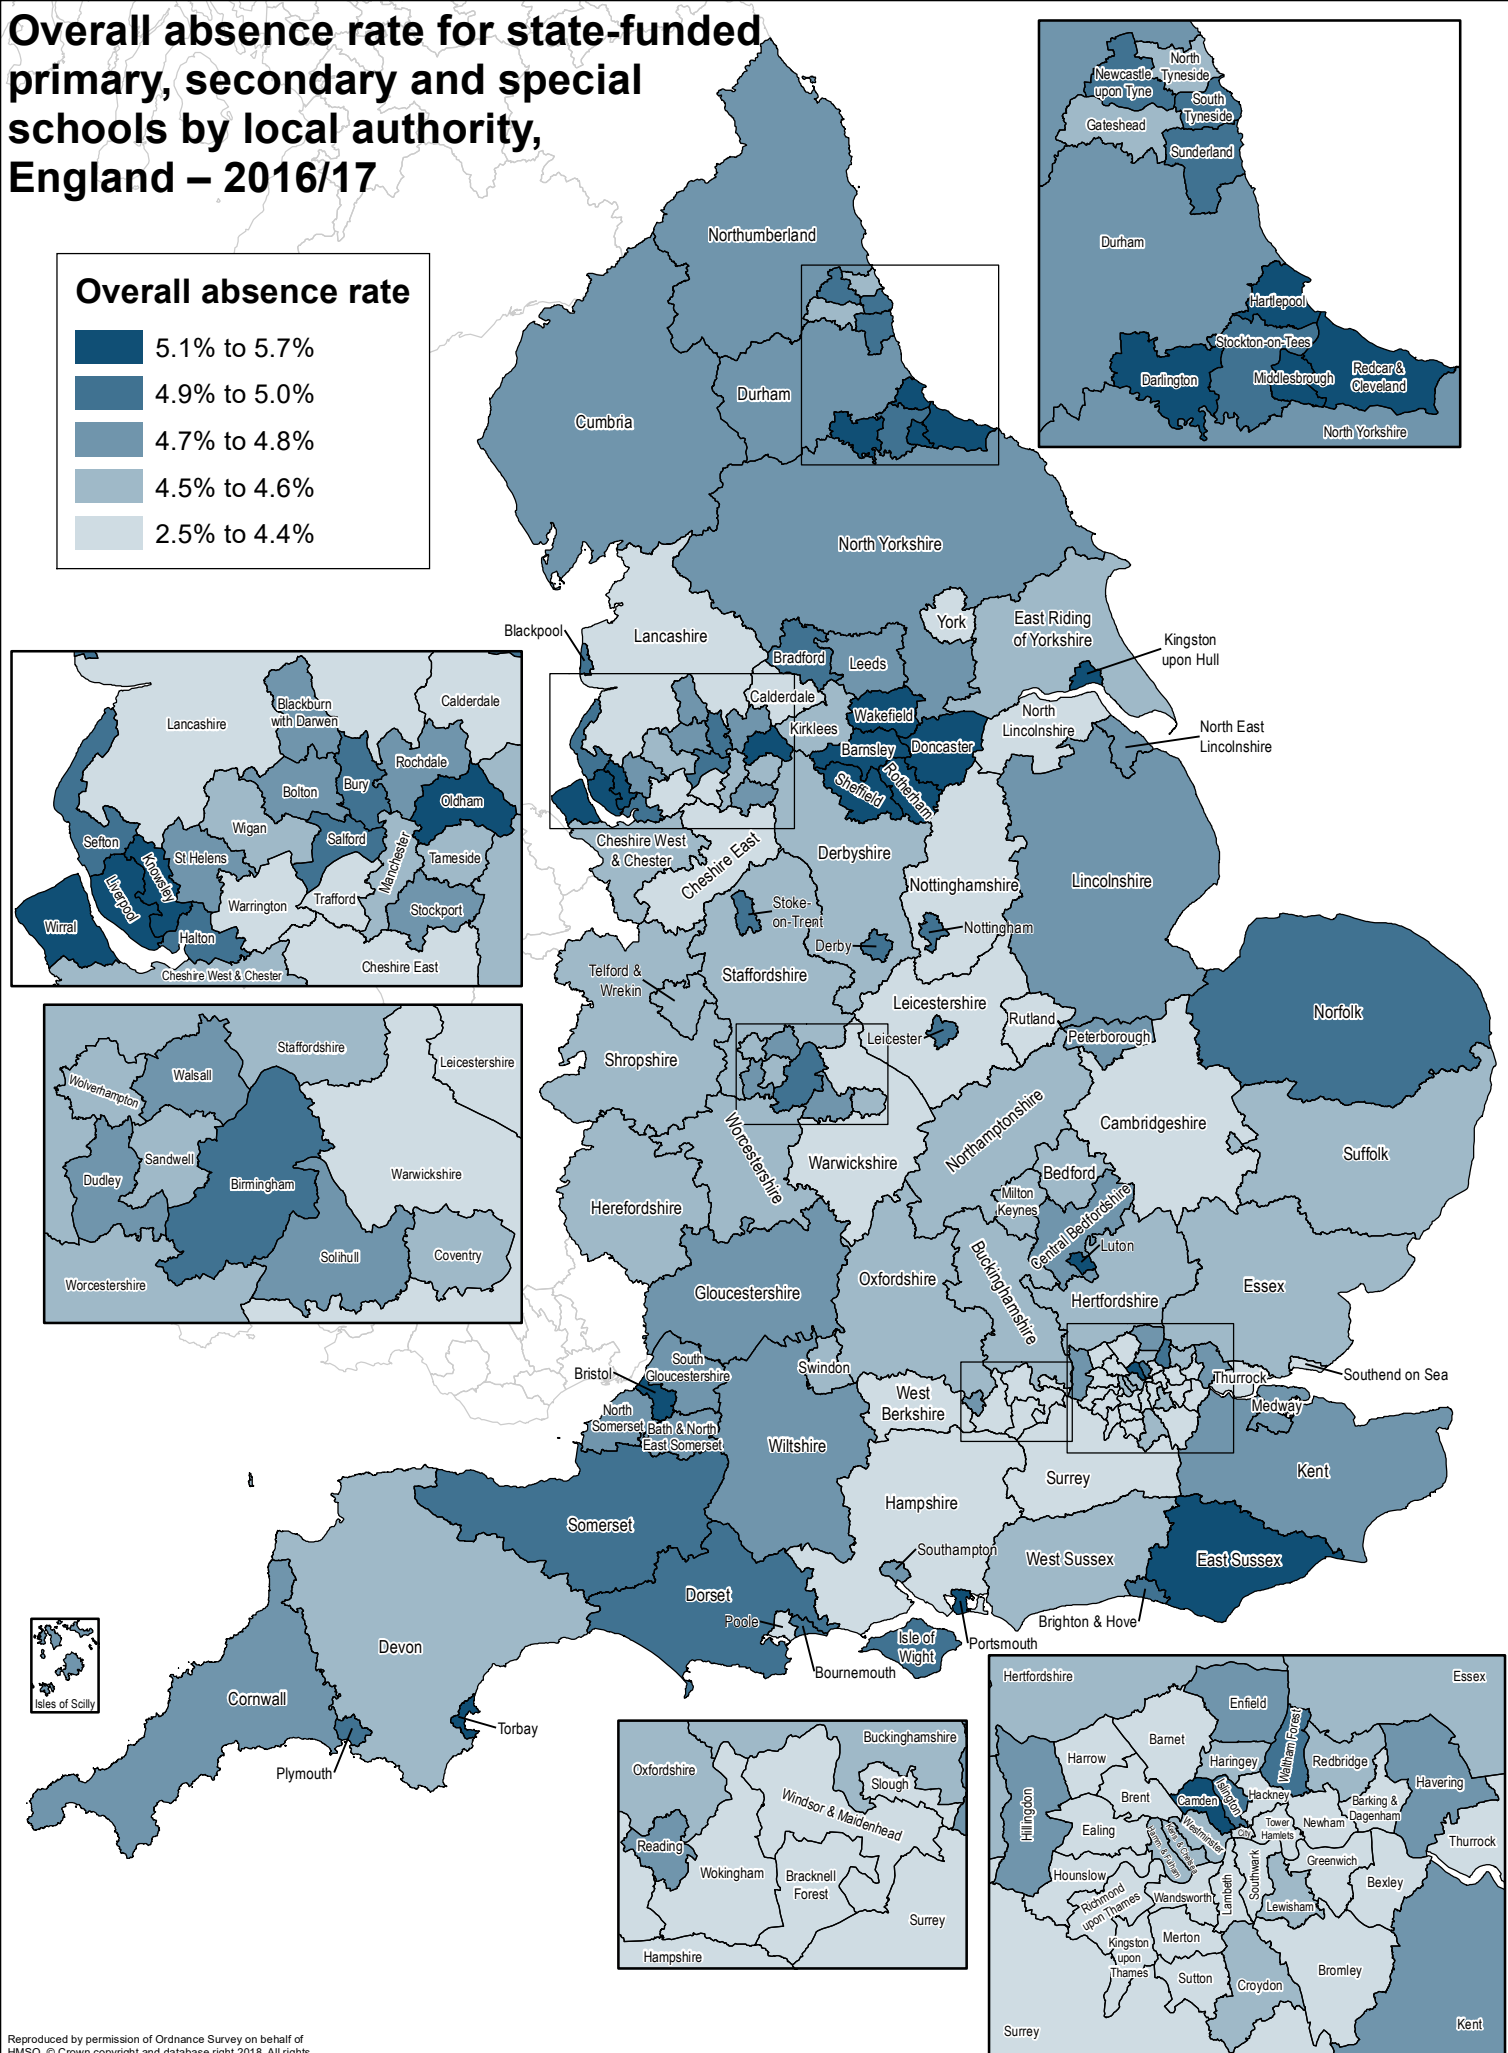 Overall absence rate for state-funded
primary, secondary and special
schools by local authority,
England – 2016/17
Overall absence rate
5.1% to 5.7%
4.9% to 5.0%
4.7% to 4.8%
4.5% to 4.6%
2.5% to 4.4%
North
Tyneside
Newcastle
upon Tyne
South
Tyneside
Gateshead
Sunderland
Durham
Hartlepool
Stockton-on-Tees
Darlington
Middlesbrough
Redcar &
Cleveland
North Yorkshire
Northumberland
Durham
Cumbria
North Yorkshire
York
East Riding
of Yorkshire
Blackpool
Lancashire
Kingston
upon Hull
Bradford
Leeds
Calderdale
Kirklees
Wakefield
North
Lincolnshire
North East
Lincolnshire
Barnsley
Doncaster
Sheffield
Rotherham
Cheshire West
& Chester
Cheshire East
Derbyshire
Nottinghamshire
Lincolnshire
Stoke-
on-Trent
Derby
Nottingham
Telford &
Wrekin
Staffordshire
Leicestershire
Rutland
Norfolk
Leicester
Peterborough
Shropshire
Worcestershire
Warwickshire
Northamptonshire
Cambridgeshire
Suffolk
Herefordshire
Bedford
Milton
Keynes
Central Bedfordshire
Luton
Buckinghamshire
Oxfordshire
Hertfordshire
Essex
Gloucestershire
South
Gloucestershire
Swindon
Bristol
West
Berkshire
Thurrock
Southend on Sea
Medway
North
Somerset
Bath & North
East Somerset
Wiltshire
Surrey
Kent
Hampshire
Somerset
Southampton
West Sussex
East Sussex
Dorset
Poole
Brighton & Hove
Isle of
Wight
Portsmouth
Bournemouth
Devon
Cornwall
Torbay
Plymouth
Isles of Scilly
Lancashire
Blackburn
with Darwen
Calderdale
Rochdale
Bolton
Bury
Oldham
Wigan
Salford
Sefton
St Helens
Knowsley
Manchester
Tameside
Liverpool
Warrington
Trafford
Stockport
Wirral
Halton
Cheshire West & Chester
Cheshire East
Staffordshire
Leicestershire
Wolverhampton
Walsall
Sandwell
Dudley
Birmingham
Warwickshire
Solihull
Coventry
Worcestershire
Buckinghamshire
Oxfordshire
Slough
Windsor & Maidenhead
Reading
Wokingham
Bracknell
Forest
Surrey
Hampshire
Hertfordshire
Essex
Enfield
Barnet
Waltham Forest
Harrow
Haringey
Redbridge
Havering
Hillingdon
Brent
Camden
Islington
Hackney
Barking &
Dagenham
Ealing
Westminster
City
Tower
Hamlets
Newham
Thurrock
Hamm. & Fulham
Kens. & Chelsea
Hounslow
Greenwich
Bexley
Richmond
upon Thames
Wandsworth
Lambeth
Southwark
Lewisham
Kingston
upon
Thames
Merton
Sutton
Croydon
Bromley
Surrey
Kent
Reproduced by permission of Ordnance Survey on behalf of
HMSO. © Crown copyright and database right 2018. All rights